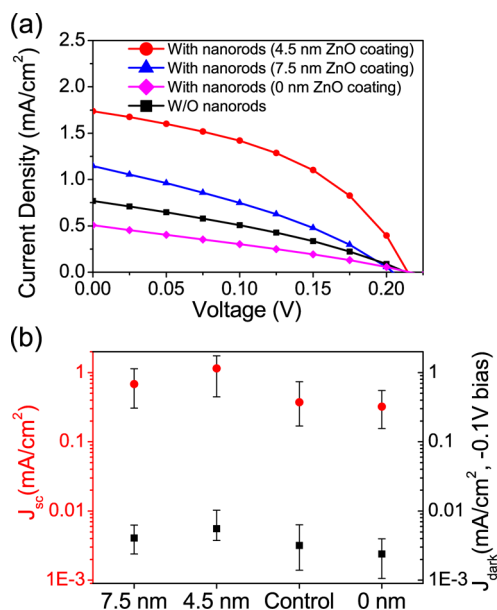 (a)
2.5
2.0
1.5
1.0
0.5
0.0
Current Density (mA/cm²)
With nanorods (4.5 nm ZnO coating)
With nanorods (7.5 nm ZnO coating)
With nanorods (0 nm ZnO coating)
W/O nanorods
0.00 0.05 0.10 0.15 0.20
Voltage (V)
(b)
1
0.1
0.01
1E-3
J_sc(mA/cm²)
1
0.1
0.01
1E-3
J_dark(mA/cm², -0.1V bias)
7.5 nm 4.5 nm Control 0 nm